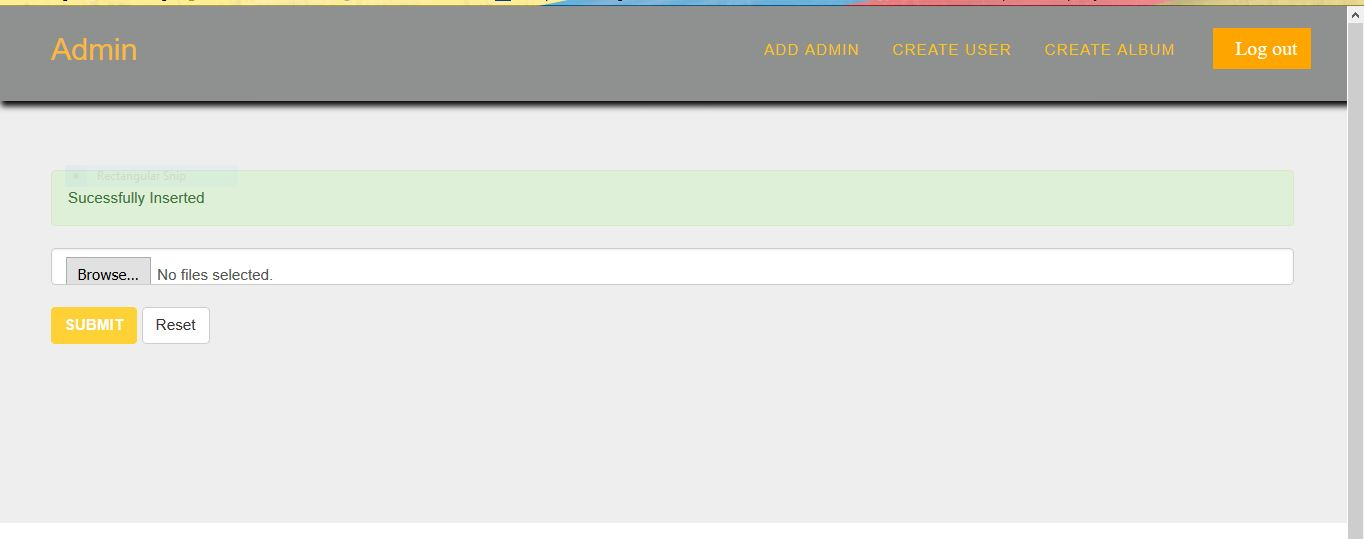 Admin
ADD ADMIN CREATE USER CREATE ALBUM Log out
Rectangular Snip
Sucessfully Inserted
Browse... No files selected.
SUBMIT Reset